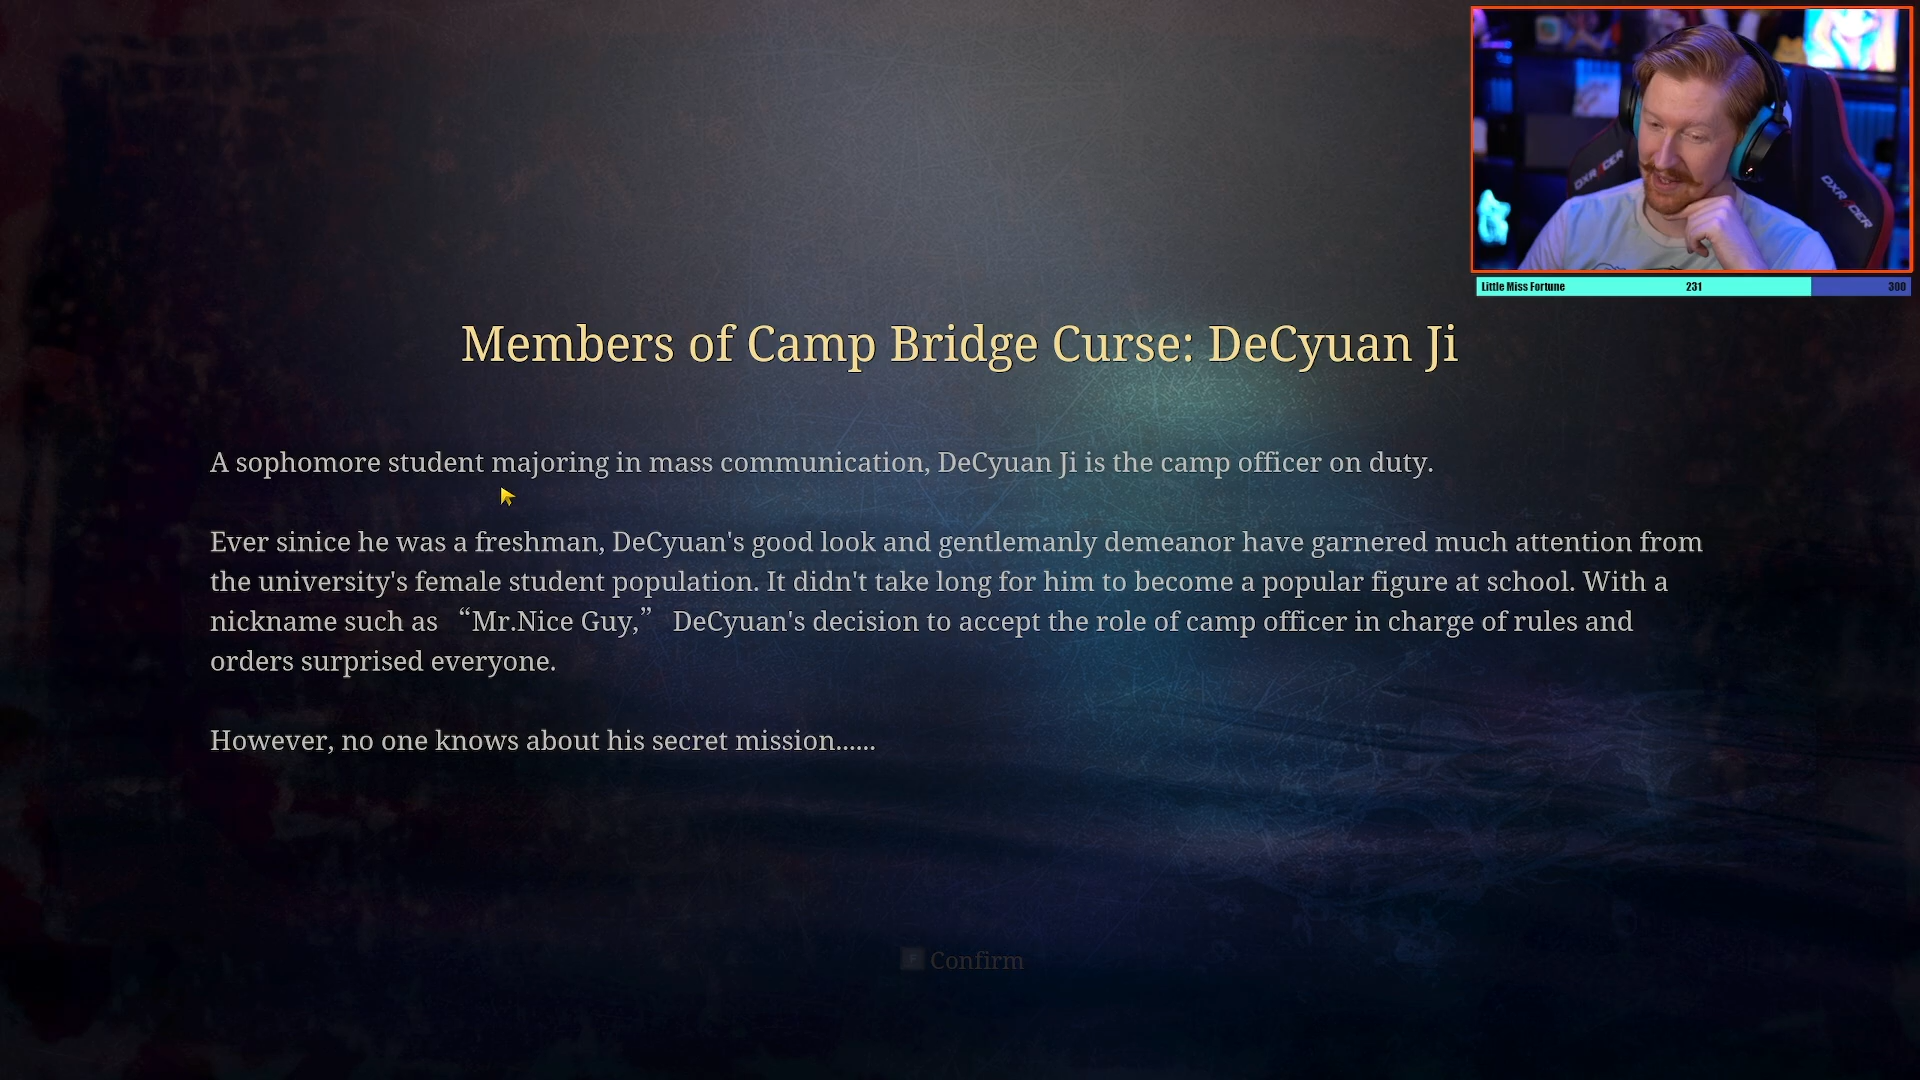 DXRACER
DXRACER
Little Miss Fortune 231 300
Members of Camp Bridge Curse: DeCyuan Ji
A sophomore student majoring in mass communication, DeCyuan Ji is the camp officer on duty.
Ever sinice he was a freshman, DeCyuan's good look and gentlemanly demeanor have garnered much attention from
the university's female student population. It didn't take long for him to become a popular figure at school. With a
nickname such as “Mr.Nice Guy,” DeCyuan's decision to accept the role of camp officer in charge of rules and
orders surprised everyone.
However, no one knows about his secret mission......
F Confirm